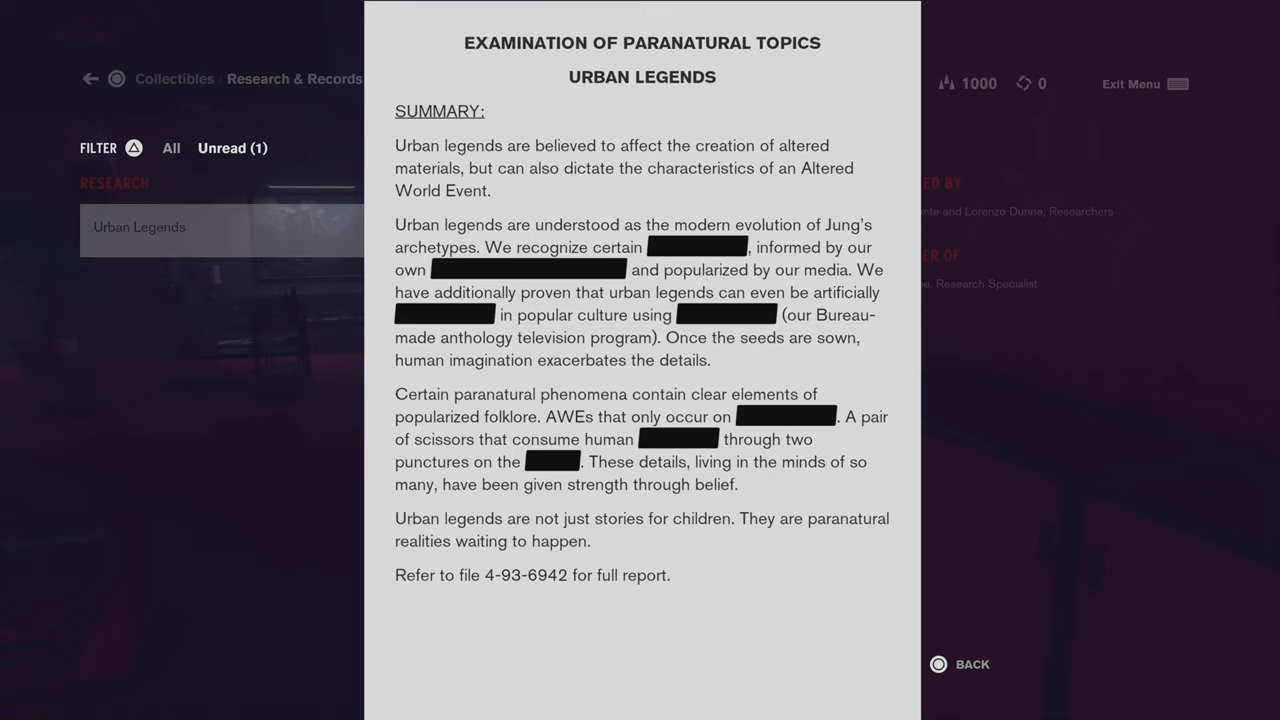 EXAMINATION OF PARANATURAL TOPICS
URBAN LEGENDS
Collectibles / Research & Records
1000
0
Exit Menu
SUMMARY:
Urban legends are believed to affect the creation of altered
materials, but can also dictate the characteristics of an Altered
World Event.
FILTER
All
Unread (1)
RESEARCH
Urban Legends
Urban legends are understood as the modern evolution of Jung's
archetypes. We recognize certain , informed by our
own and popularized by our media. We
have additionally proven that urban legends can even be artificially
in popular culture using (our Bureau-
made anthology television program). Once the seeds are sown,
human imagination exacerbates the details.
Certain paranatural phenomena contain clear elements of
popularized folklore. AWEs that only occur on . A pair
of scissors that consume human through two
punctures on the . These details, living in the minds of so
many, have been given strength through belief.
Urban legends are not just stories for children. They are paranatural
realities waiting to happen.
Refer to file 4-93-6942 for full report.
ED BY
and Lorenzo Dunne, Researchers
ER OF
Research Specialist
BACK